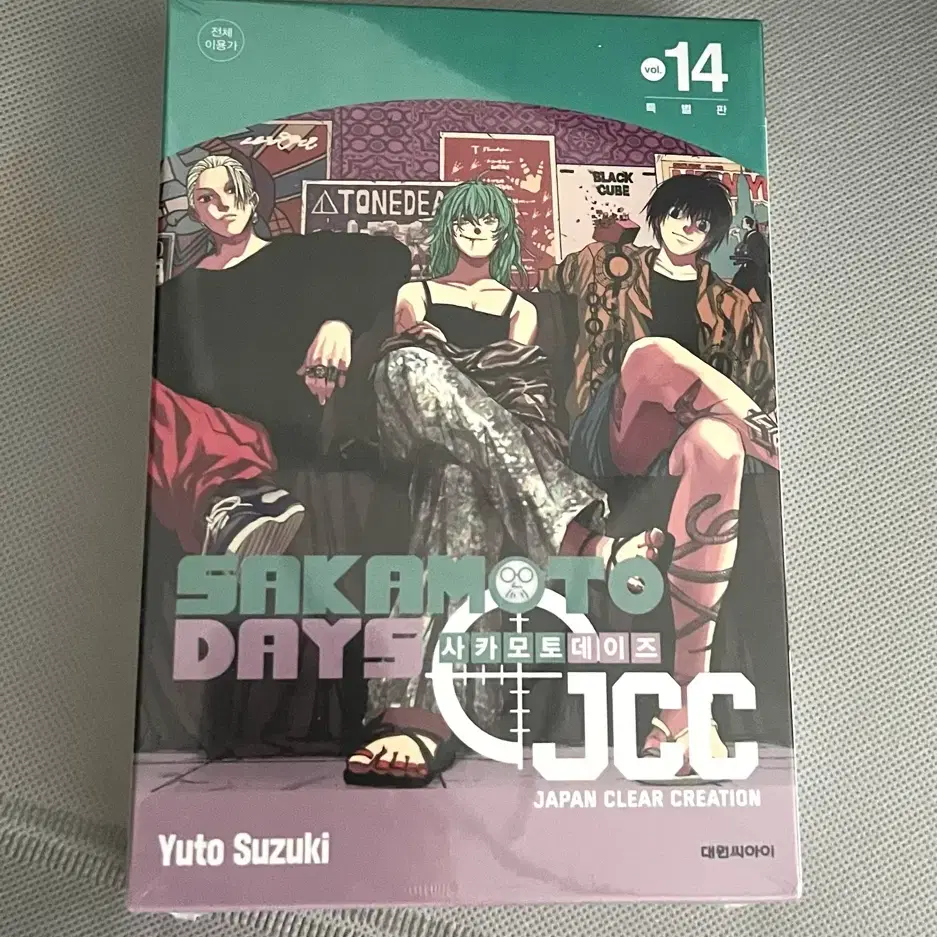 전체
이용가
vol. 14
특별판
TONEDEA
BLACK
CUBE
SAKAMOTO
DAYS
사카모토데이즈
JCC
JAPAN CLEAR CREATION
Yuto Suzuki
대원씨아이